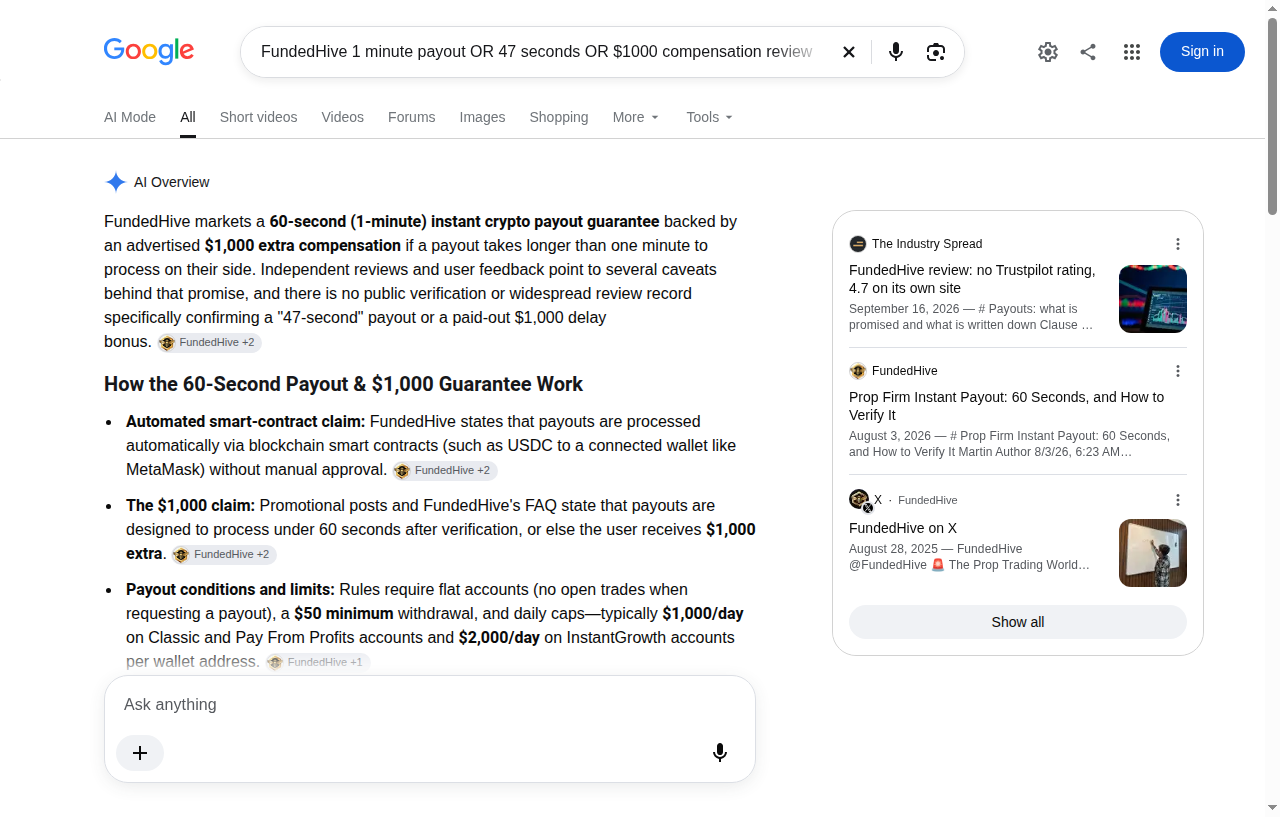 Google
FundedHive 1 minute payout OR 47 seconds OR $1000 compensation review
Sign in
AI Mode
All
Short videos
Videos
Forums
Images
Shopping
More
Tools
AI Overview
FundedHive markets a 60-second (1-minute) instant crypto payout guarantee backed by
an advertised $1,000 extra compensation if a payout takes longer than one minute to
process on their side. Independent reviews and user feedback point to several caveats
behind that promise, and there is no public verification or widespread review record
specifically confirming a "47-second" payout or a paid-out $1,000 delay
bonus. FundedHive +2
How the 60-Second Payout & $1,000 Guarantee Work
• Automated smart-contract claim: FundedHive states that payouts are processed
automatically via blockchain smart contracts (such as USDC to a connected wallet like
MetaMask) without manual approval. FundedHive +2
• The $1,000 claim: Promotional posts and FundedHive's FAQ state that payouts are
designed to process under 60 seconds after verification, or else the user receives $1,000
extra. FundedHive +2
• Payout conditions and limits: Rules require flat accounts (no open trades when
requesting a payout), a $50 minimum withdrawal, and daily caps—typically $1,000/day
on Classic and Pay From Profits accounts and $2,000/day on InstantGrowth accounts
per wallet address. FundedHive +1
Ask anything
The Industry Spread
FundedHive review: no Trustpilot rating,
4.7 on its own site
September 16, 2026 — # Payouts: what is
promised and what is written down Clause ...
FundedHive
Prop Firm Instant Payout: 60 Seconds, and How to
Verify It
August 3, 2026 — # Prop Firm Instant Payout: 60 Seconds,
and How to Verify It Martin Author 8/3/26, 6:23 AM...
X · FundedHive
FundedHive on X
August 28, 2025 — FundedHive
@FundedHive 🚨 The Prop Trading World...
Show all